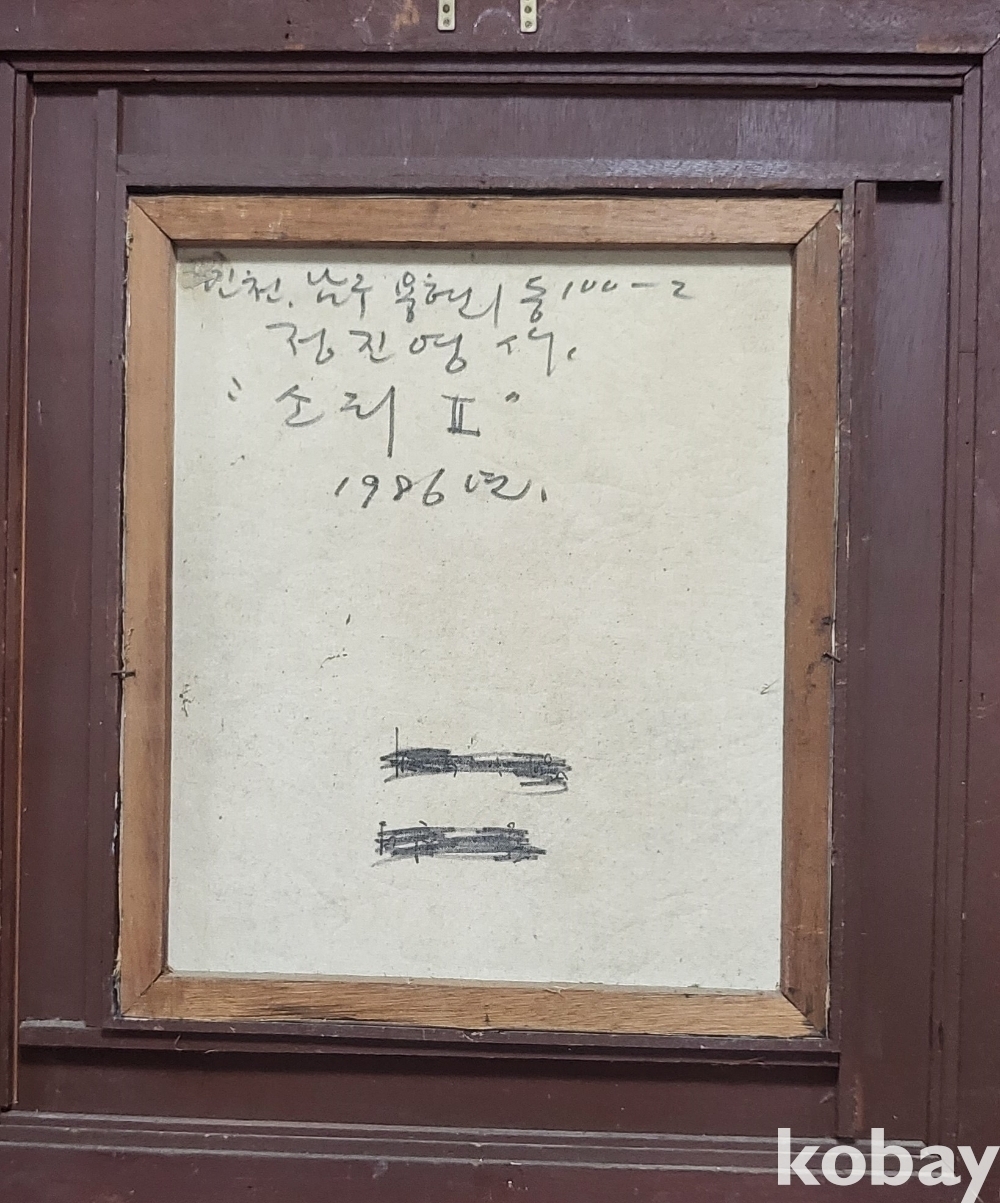 인천. 남구 용현1동 100-2
정진영 作.
"소리 Ⅱ"
1986년.
kobay